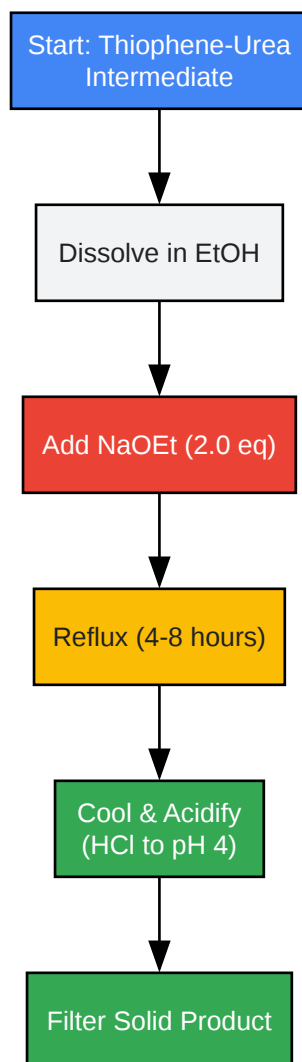 Start: Thiophene-Urea
Intermediate
Dissolve in EtOH
Add NaOEt (2.0 eq)
Reflux (4-8 hours)
Cool & Acidify
(HCl to pH 4)
Filter Solid Product